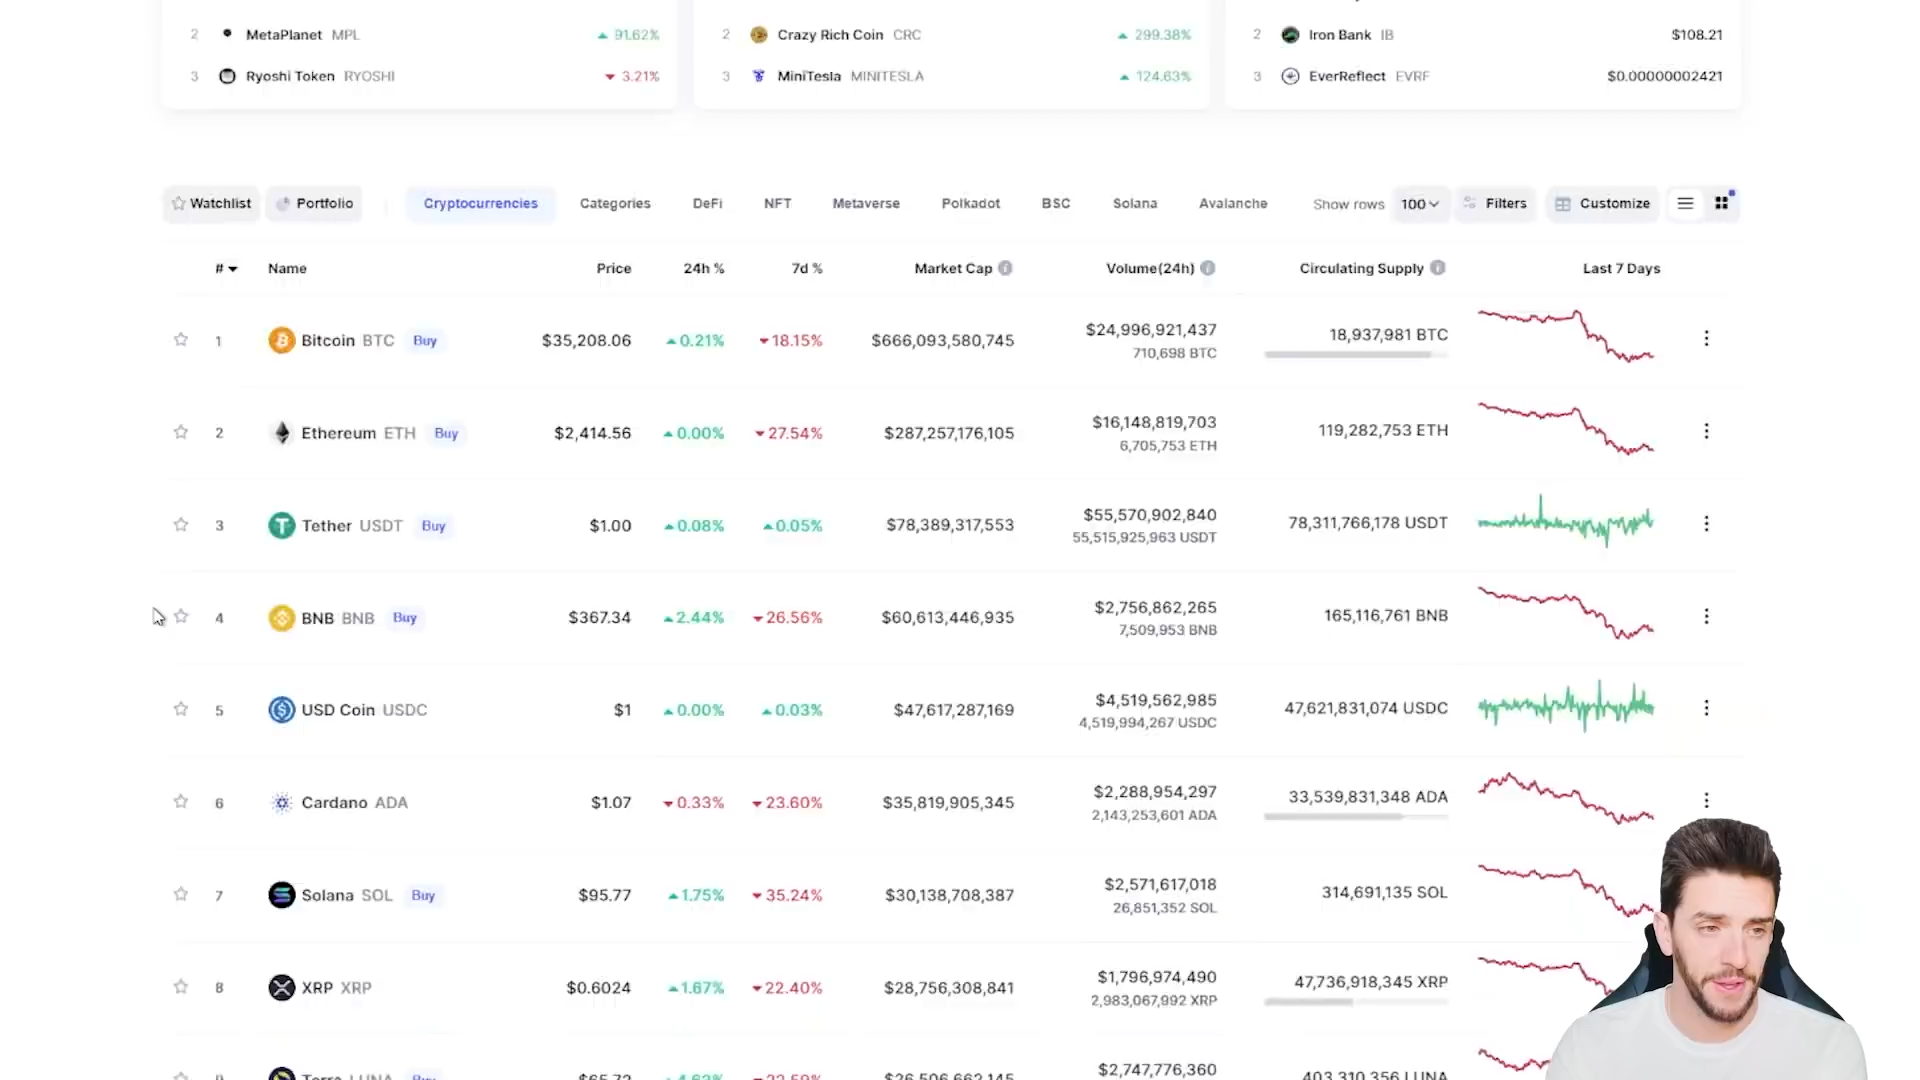 2 MetaPlanet MPL 91.62% 2 Crazy Rich Coin CRC 299.38% 2 Iron Bank IB $108.21
3 Ryoshi Token RYOSHI 3.21% 3 MiniTesla MINITESLA 124.63% 3 EverReflect EVRF $0.00000002421
Watchlist Portfolio Cryptocurrencies Categories DeFi NFT Metaverse Polkadot BSC Solana Avalanche Show rows 100 Filters Customize
# Name Price 24h % 7d % Market Cap Volume(24h) Circulating Supply Last 7 Days
1 Bitcoin BTC Buy $35,208.06 0.21% 18.15% $666,093,580,745 $24,996,921,437 18,937,981 BTC
710,698 BTC
2 Ethereum ETH Buy $2,414.56 0.00% 27.54% $287,257,176,105 $16,148,819,703 119,282,753 ETH
6,705,753 ETH
3 Tether USDT Buy $1.00 0.08% 0.05% $78,389,317,553 $55,570,902,840 78,311,766,178 USDT
55,515,925,963 USDT
4 BNB BNB Buy $367.34 2.44% 26.56% $60,613,446,935 $2,756,862,265 165,116,761 BNB
7,509,953 BNB
5 USD Coin USDC $1 0.00% 0.03% $47,617,287,169 $4,519,562,985 47,621,831,074 USDC
4,519,994,267 USDC
6 Cardano ADA $1.07 0.33% 23.60% $35,819,905,345 $2,288,954,297 33,539,831,348 ADA
2,143,253,601 ADA
7 Solana SOL Buy $95.77 1.75% 35.24% $30,138,708,387 $2,571,617,018 314,691,135 SOL
26,851,352 SOL
8 XRP XRP $0.6024 1.67% 22.40% $28,756,308,841 $1,796,974,490 47,736,918,345 XRP
2,983,067,992 XRP
Terra LUNA Buy $2,747,776,360 403,310,356 LUNA